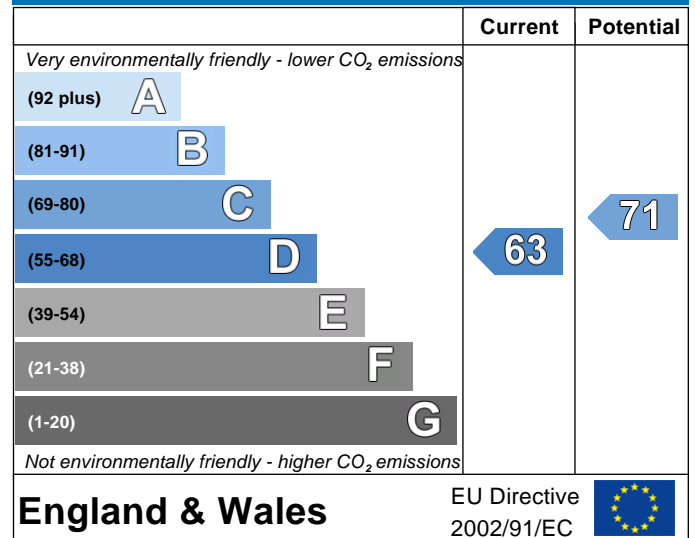 Current Potential
Very environmentally friendly - lower CO₂ emissions
(92 plus) A
(81-91) B
(69-80) C
71
(55-68) D
63
(39-54) E
(21-38) F
(1-20) G
Not environmentally friendly - higher CO₂ emissions
England & Wales
EU Directive
2002/91/EC